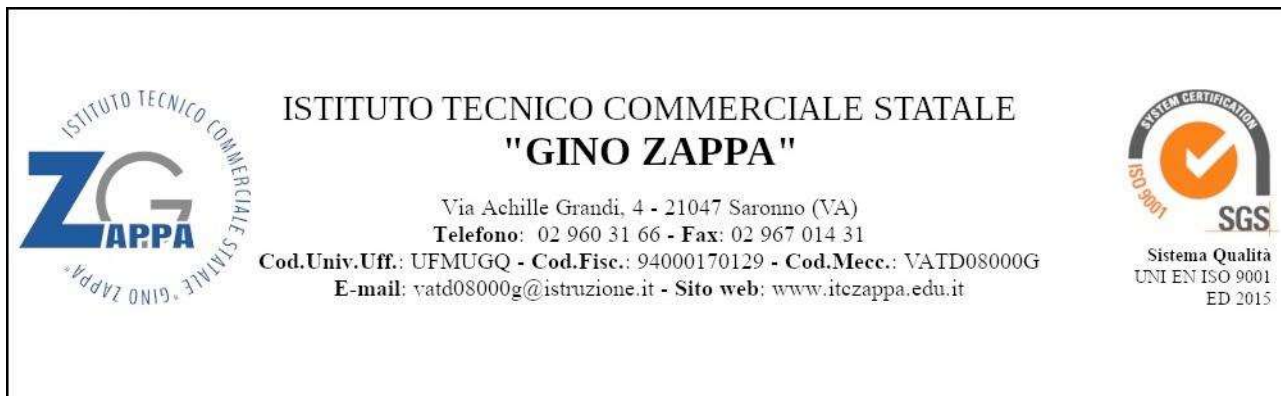 ISTITUTO TECNICO COMMERCIALE STATALE "GINO ZAPPA"
ZG
ZAPPA
ISTITUTO TECNICO COMMERCIALE STATALE
"GINO ZAPPA"
Via Achille Grandi, 4 - 21047 Saronno (VA)
Telefono: 02 960 31 66 - Fax: 02 967 014 31
Cod.Univ.Uff.: UFMUGQ - Cod.Fisc.: 94000170129 - Cod.Mecc.: VATD08000G
E-mail: vatd08000g@istruzione.it - Sito web: www.itczappa.edu.it
SYSTEM CERTIFICATION
ISO 9001
SGS
Sistema Qualità
UNI EN ISO 9001
ED 2015